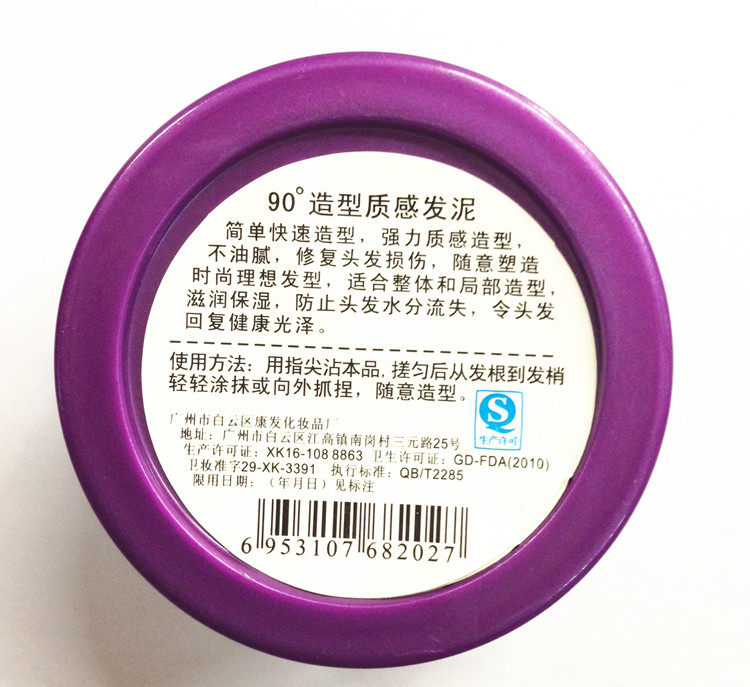 90°造型质感发泥
简单快速造型，强力质感造型，
不油腻，修复头发损伤，随意塑造
时尚理想发型，适合整体和局部造型，
滋润保湿，防止头发水分流失，令头发
回复健康光泽。
使用方法：用指尖沾本品，搓匀后从发根到发梢
轻轻涂抹或向外抓捏，随意造型。
生产许可
广州市白云区康发化妆品厂
地址：广州市白云区江高镇南岗村三元路25号
生产许可证：XK16-108 8863 卫生许可证：GD-FDA(2010)
卫妆准字29-XK-3391 执行标准：QB/T2285
限用日期：（年月日）见标注
6 953107 682027